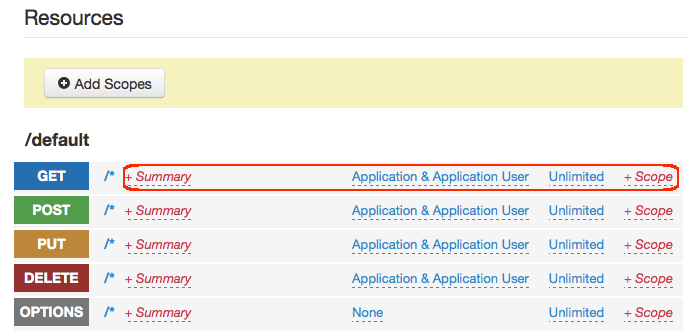 Resources
Add Scopes
/default
GET /* + Summary Application & Application User Unlimited + Scope
POST /* + Summary Application & Application User Unlimited + Scope
PUT /* + Summary Application & Application User Unlimited + Scope
DELETE /* + Summary Application & Application User Unlimited + Scope
OPTIONS /* + Summary None Unlimited + Scope